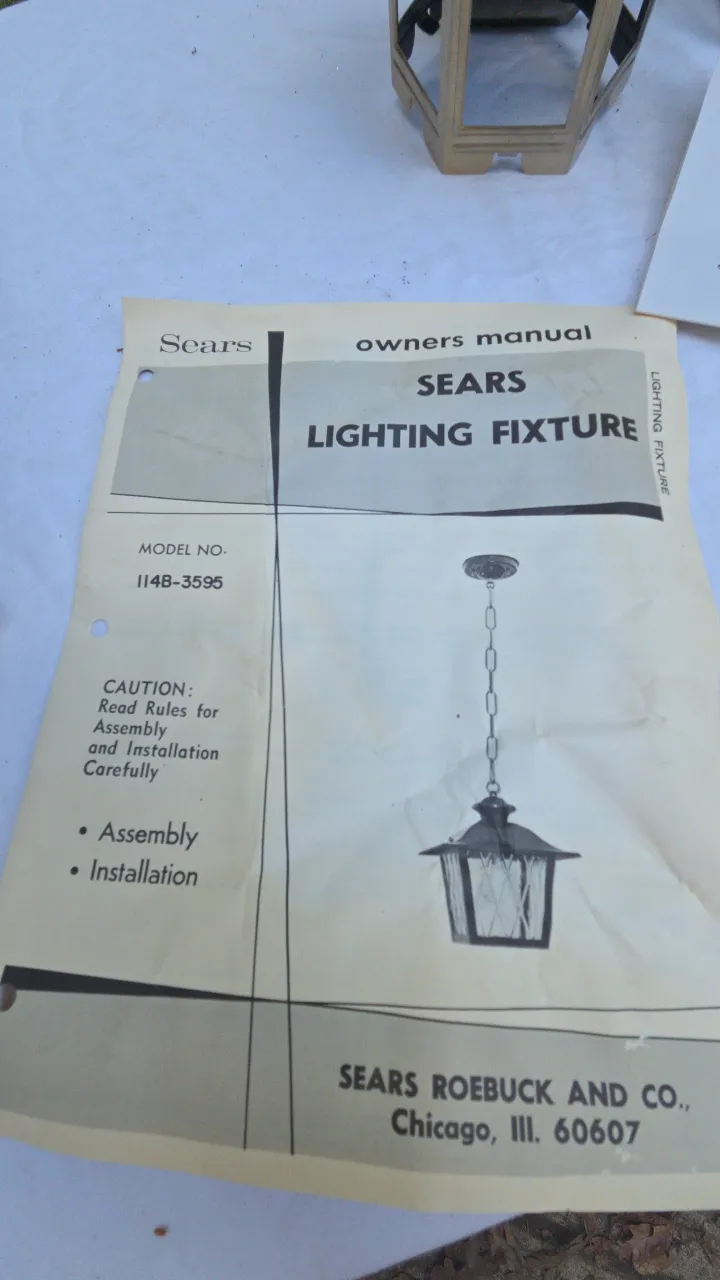 Sears
owners manual
SEARS
LIGHTING FIXTURE
LIGHTING FIXTURE
MODEL NO-
114B-3595
CAUTION:
Read Rules for
Assembly
and Installation
Carefully
• Assembly
• Installation
SEARS ROEBUCK AND CO.,
Chicago, Ill. 60607